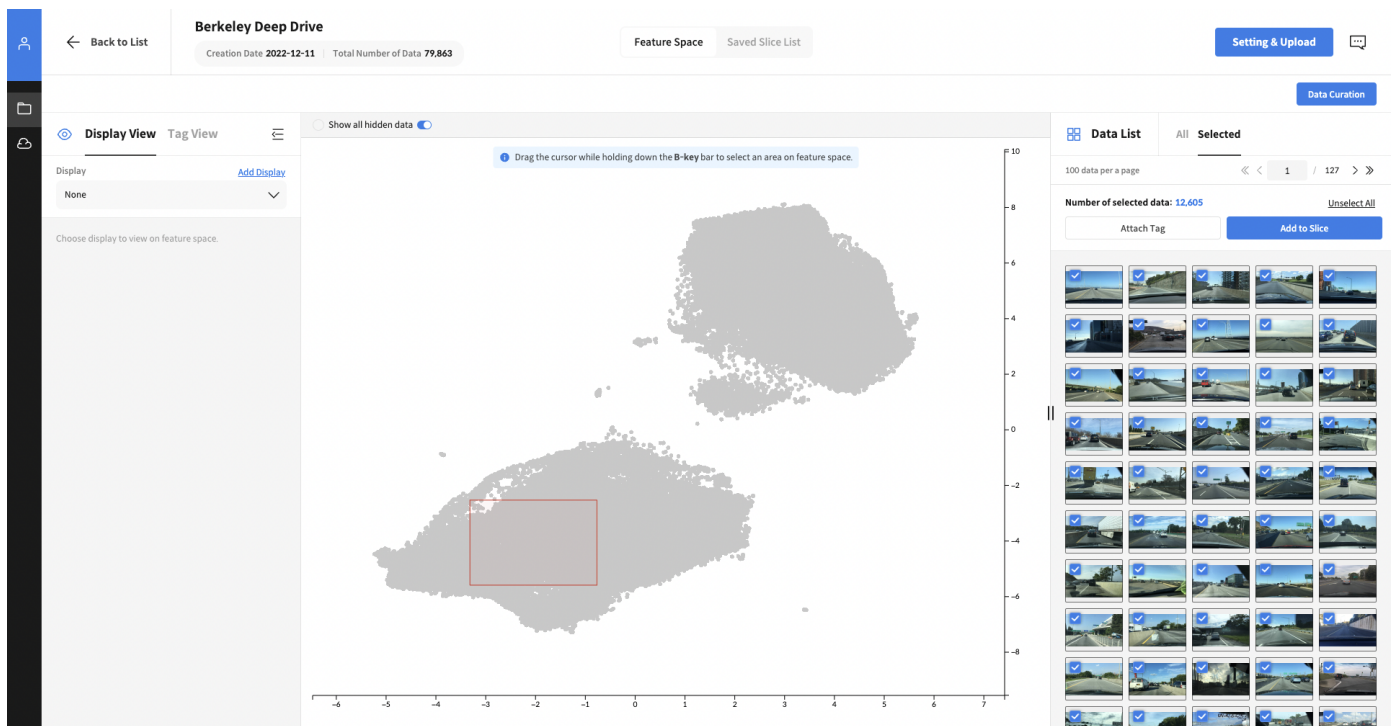 Back to List
Berkeley Deep Drive
Creation Date 2022-12-11 | Total Number of Data 79,863
Feature Space Saved Slice List
Setting & Upload
Data Curation
Display View Tag View
Display Add Display
None
Choose display to view on feature space.
Show all hidden data
Drag the cursor while holding down the B-key bar to select an area on feature space.
10
8
6
4
2
0
−2
−4
−6
−8
−6 −5 −4 −3 −2 −1 0 1 2 3 4 5 6 7
Data List All Selected
100 data per a page 1 / 127
Number of selected data: 12,605 Unselect All
Attach Tag Add to Slice